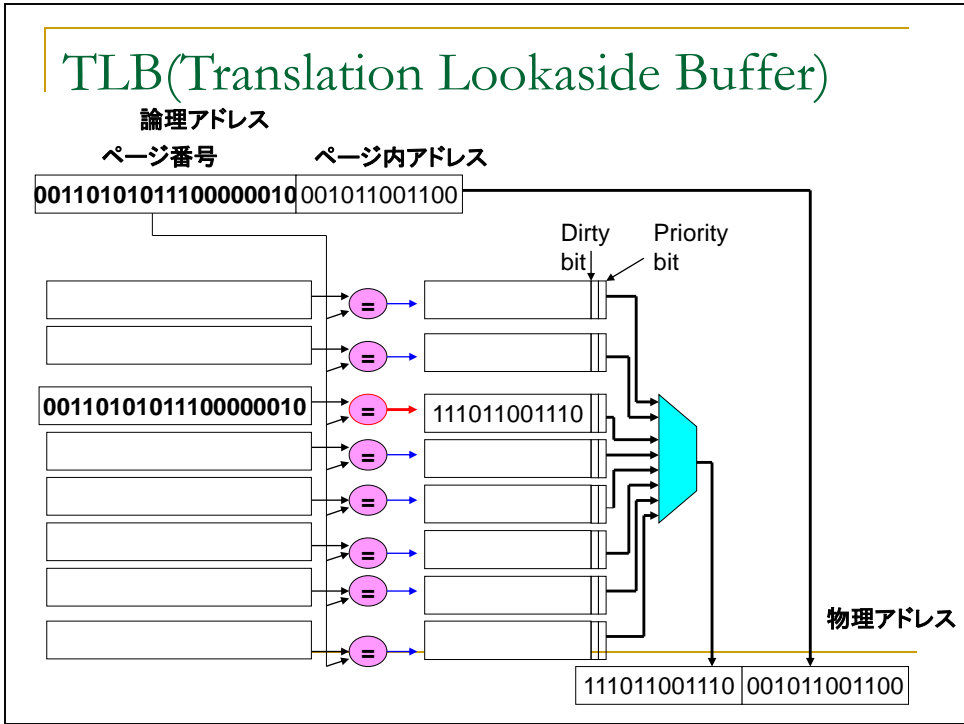 TLB(Translation Lookaside Buffer)
論理アドレス
ページ番号 ページ内アドレス
00110101011100000010 001011001100
Dirty bit
Priority bit
=
=
00110101011100000010 = 111011001110
=
=
=
=
=
物理アドレス
111011001110 001011001100